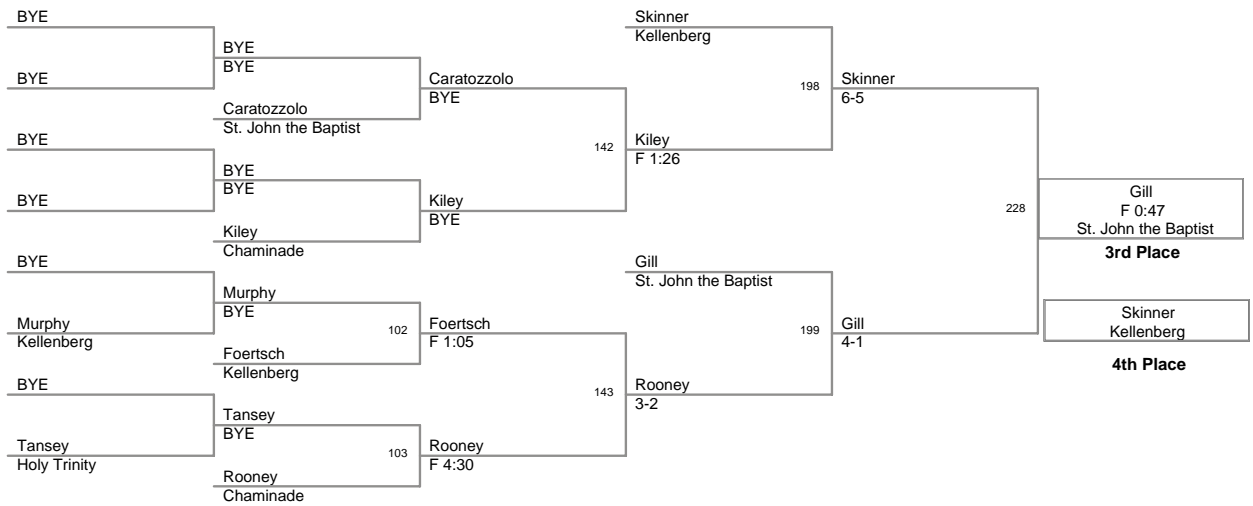 BYE
BYE
BYE
BYE
BYE
Murphy
Kellenberg
BYE
Tansey
Holy Trinity
BYE
BYE
Caratozzolo
St. John the Baptist
BYE
BYE
Kiley
Chaminade
Murphy
BYE
102
Foertsch
Kellenberg
Tansey
BYE
103
Rooney
Chaminade
Caratozzolo
BYE
142
Kiley
BYE
Foertsch
F 1:05
143
Rooney
F 4:30
Skinner
Kellenberg
198
Kiley
F 1:26
Gill
St. John the Baptist
199
Rooney
3-2
Skinner
6-5
228
Gill
4-1
Gill
F 0:47
St. John the Baptist
3rd Place
Skinner
Kellenberg
4th Place